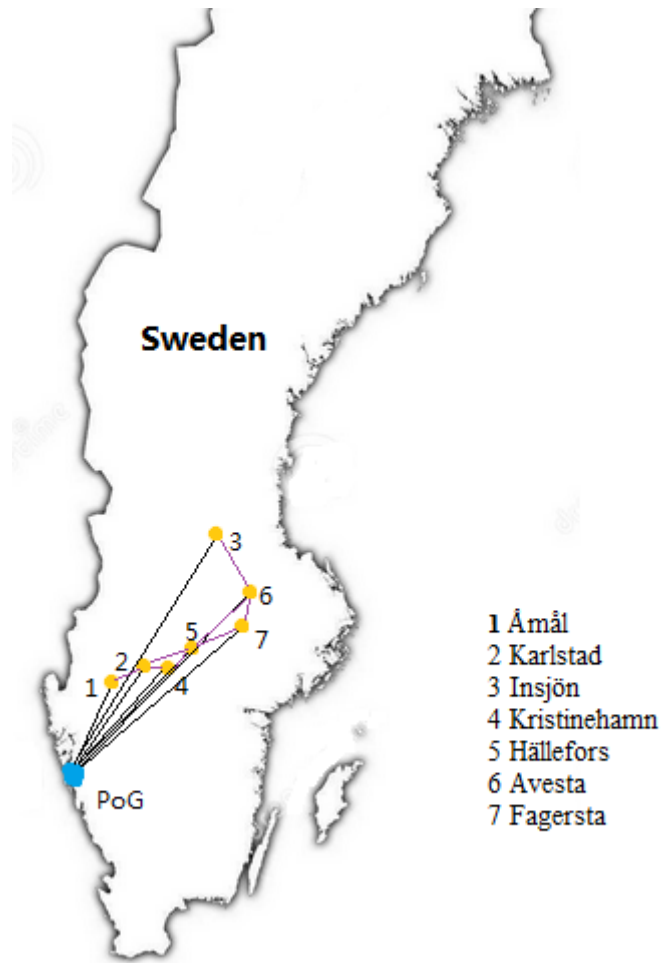 Sweden
3
6
5
7
2
4
1
PoG
1 Åmål
2 Karlstad
3 Insjön
4 Kristinehamn
5 Hällefors
6 Avesta
7 Fagersta